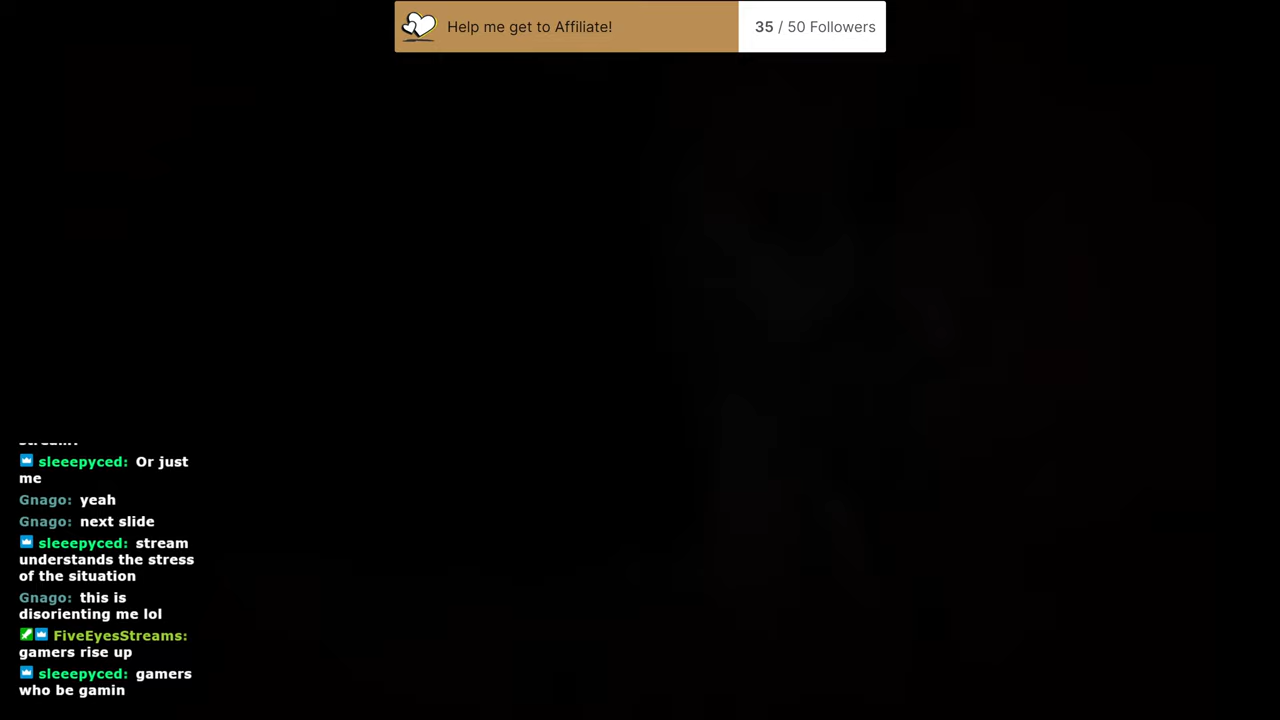 Help me get to Affiliate!
35 / 50 Followers
sleeepyced: Or just
me
Gnago: yeah
Gnago: next slide
sleeepyced: stream
understands the stress
of the situation
Gnago: this is
disorienting me lol
FiveEyesStreams:
gamers rise up
sleeepyced: gamers
who be gamin